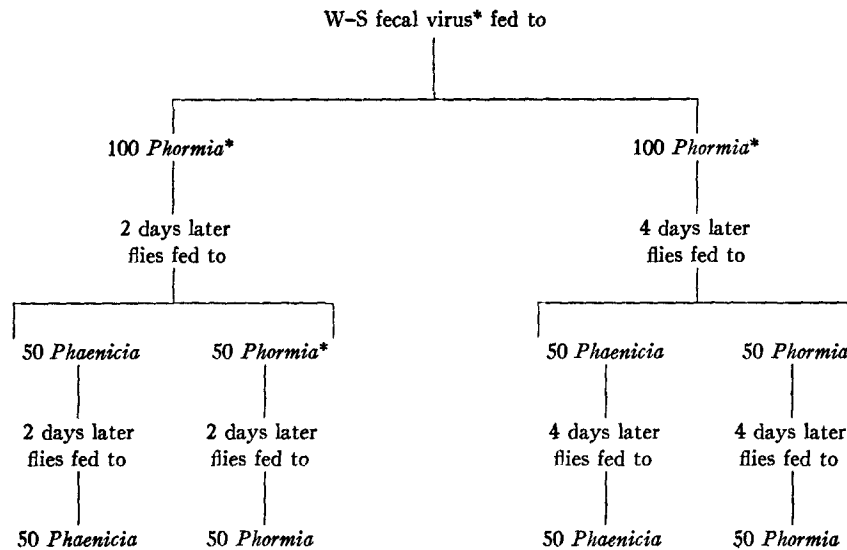 W–S fecal virus* fed to
100 Phormia* 100 Phormia*
2 days later 4 days later
flies fed to flies fed to
50 Phaenicia 50 Phormia* 50 Phaenicia 50 Phormia
2 days later 2 days later 4 days later 4 days later
flies fed to flies fed to flies fed to flies fed to
50 Phaenicia 50 Phormia 50 Phaenicia 50 Phormia